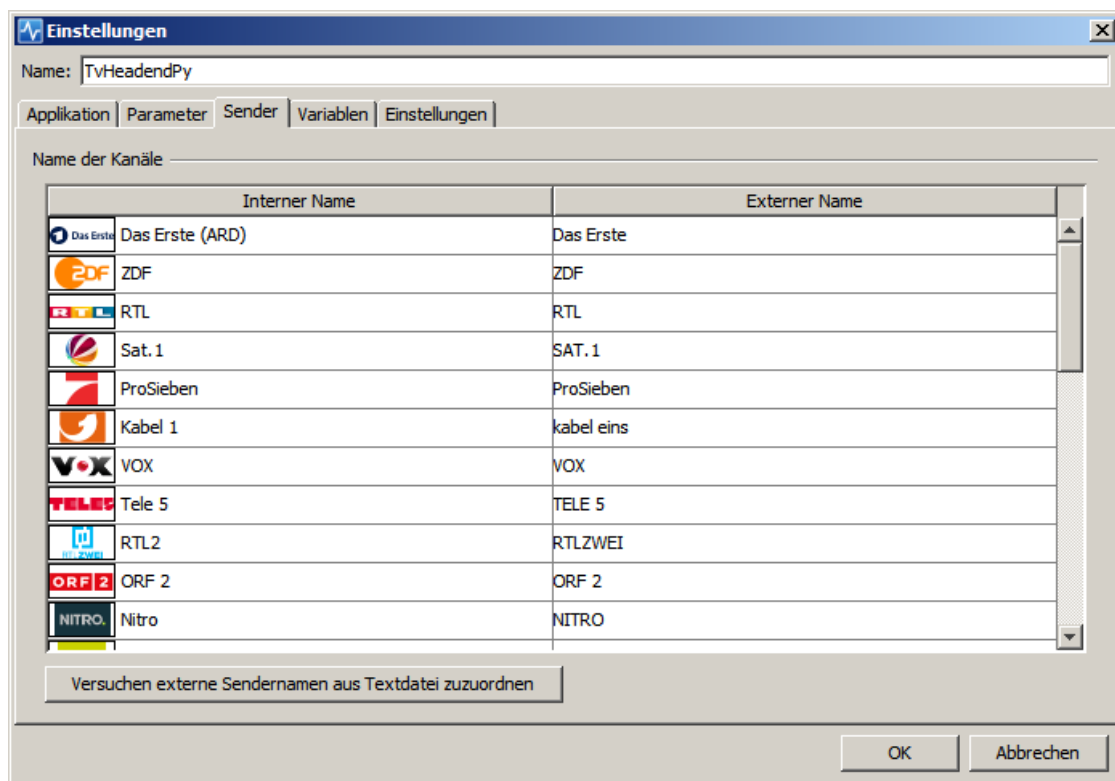 Einstellungen
Name: TvHeadendPy
Applikation Parameter Sender Variablen Einstellungen
Name der Kanäle
Interner Name Externer Name
Das Erste Das Erste (ARD) Das Erste
ZDF ZDF ZDF
RTL RTL RTL
Sat.1 SAT.1
ProSieben ProSieben
Kabel 1 kabel eins
VOX VOX VOX
TELE5 Tele 5 TELE 5
RTLZWEI RTL2 RTLZWEI
ORF 2 ORF 2 ORF 2
NITRO. Nitro NITRO
Versuchen externe Sendernamen aus Textdatei zuzuordnen
OK Abbrechen